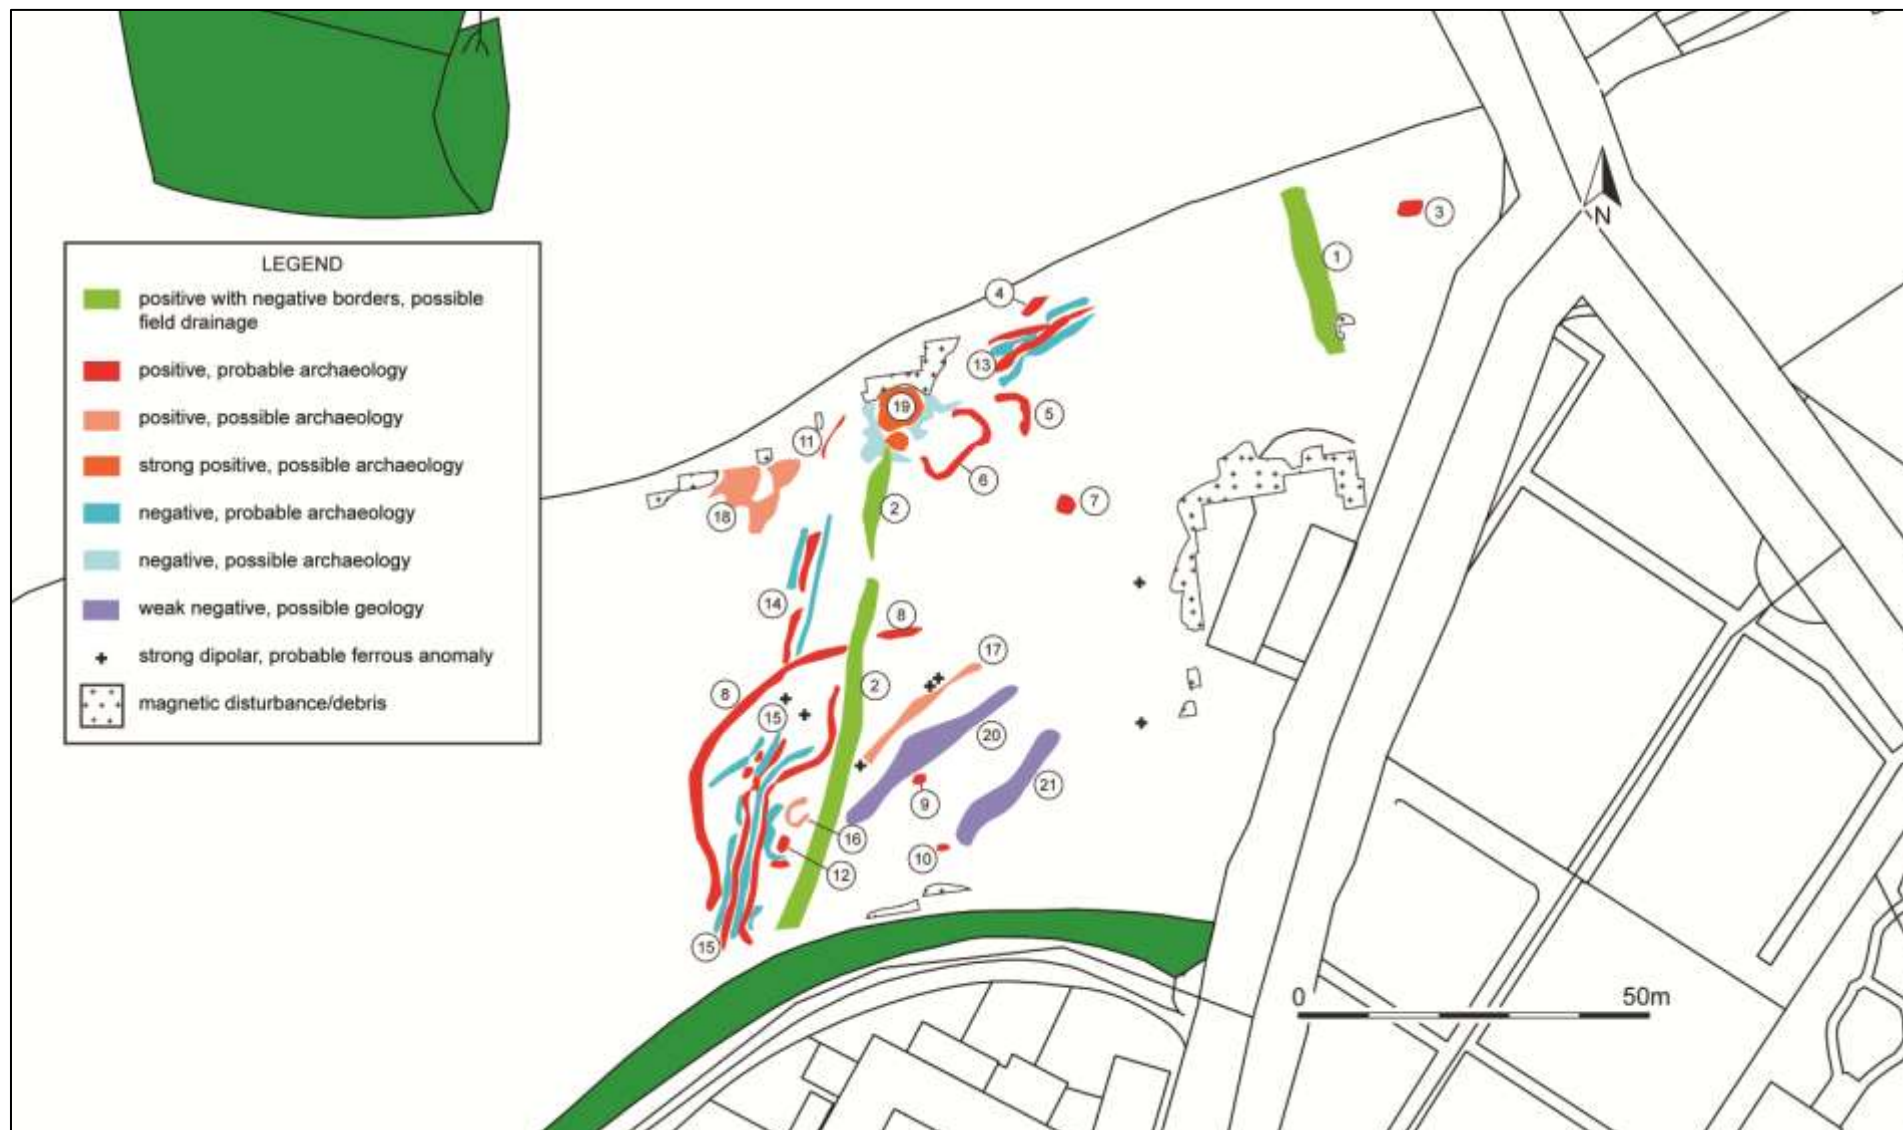 N
3
1
4
13
19
5
11
6
18
2
7
14
8
17
8
2
15
20
21
9
16
10
12
15
LEGEND
positive with negative borders, possible
field drainage
positive, probable archaeology
positive, possible archaeology
strong positive, possible archaeology
negative, probable archaeology
negative, possible archaeology
weak negative, possible geology
strong dipolar, probable ferrous anomaly
magnetic disturbance/debris
0 50m